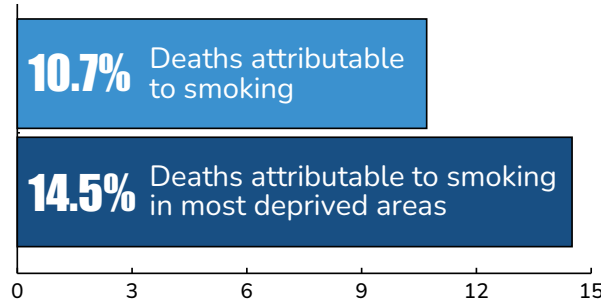 10.7%
Deaths attributable
to smoking
14.5%
Deaths attributable to smoking
in most deprived areas
0 3 6 9 12 15